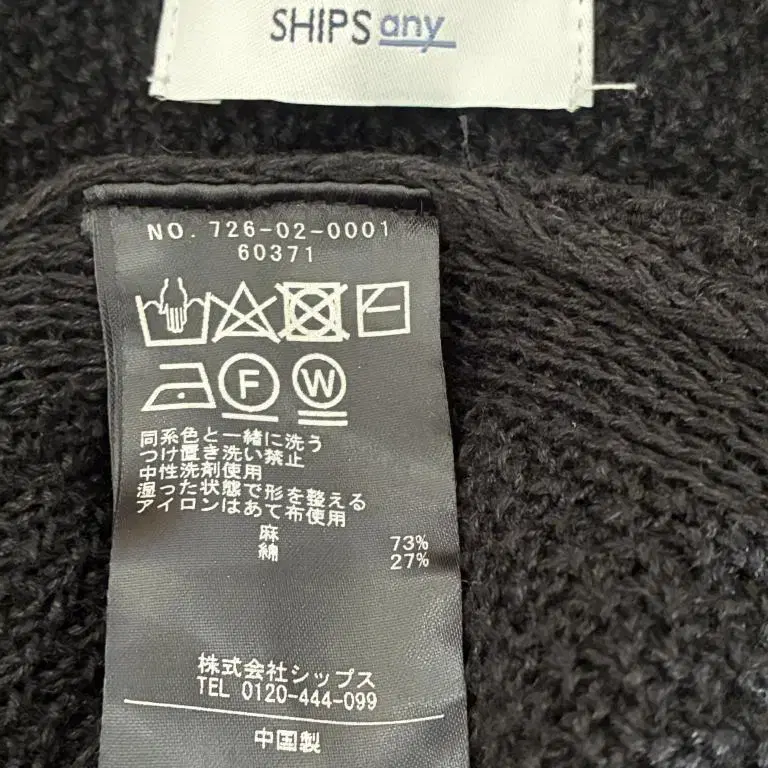 SHIPS any
NO. 726-02-0001
60371
F W
同系色と一緒に洗う
つけ置き洗い禁止
中性洗剤使用
湿った状態で形を整える
アイロンはあて布使用
麻 73%
綿 27%
株式会社シップス
TEL 0120-444-099
中国製